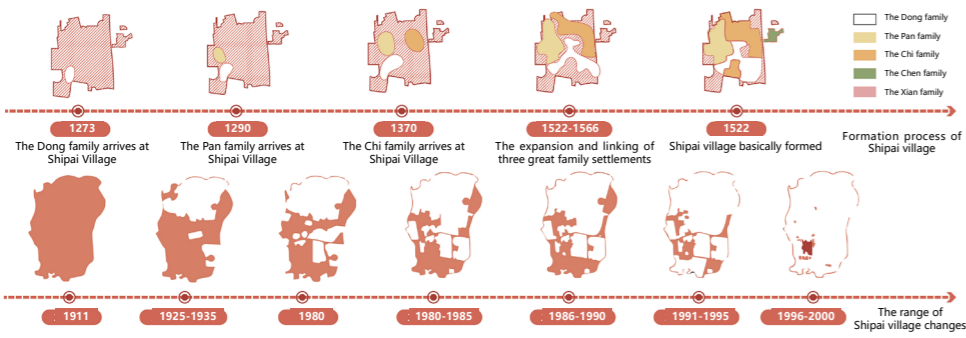 The Dong family
The Pan family
The Chi family
The Chen family
The Xian family
1273
1290
1370
1522-1566
1522
The Dong family arrives at
Shipai Village
The Pan family arrives at
Shipai Village
The Chi family arrives at
Shipai Village
The expansion and linking of
three great family settlements
Shipai village basically formed
Formation process of
Shipai village
1911
1925-1935
1980
1980-1985
1986-1990
1991-1995
1996-2000
The range of
Shipai village changes